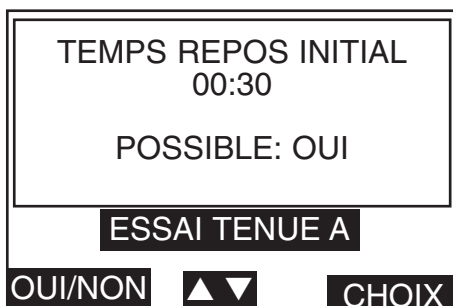 TEMPS REPOS INITIAL
00:30
POSSIBLE: OUI
ESSAI TENUE A
OUI/NON ▲ ▼ CHOIX